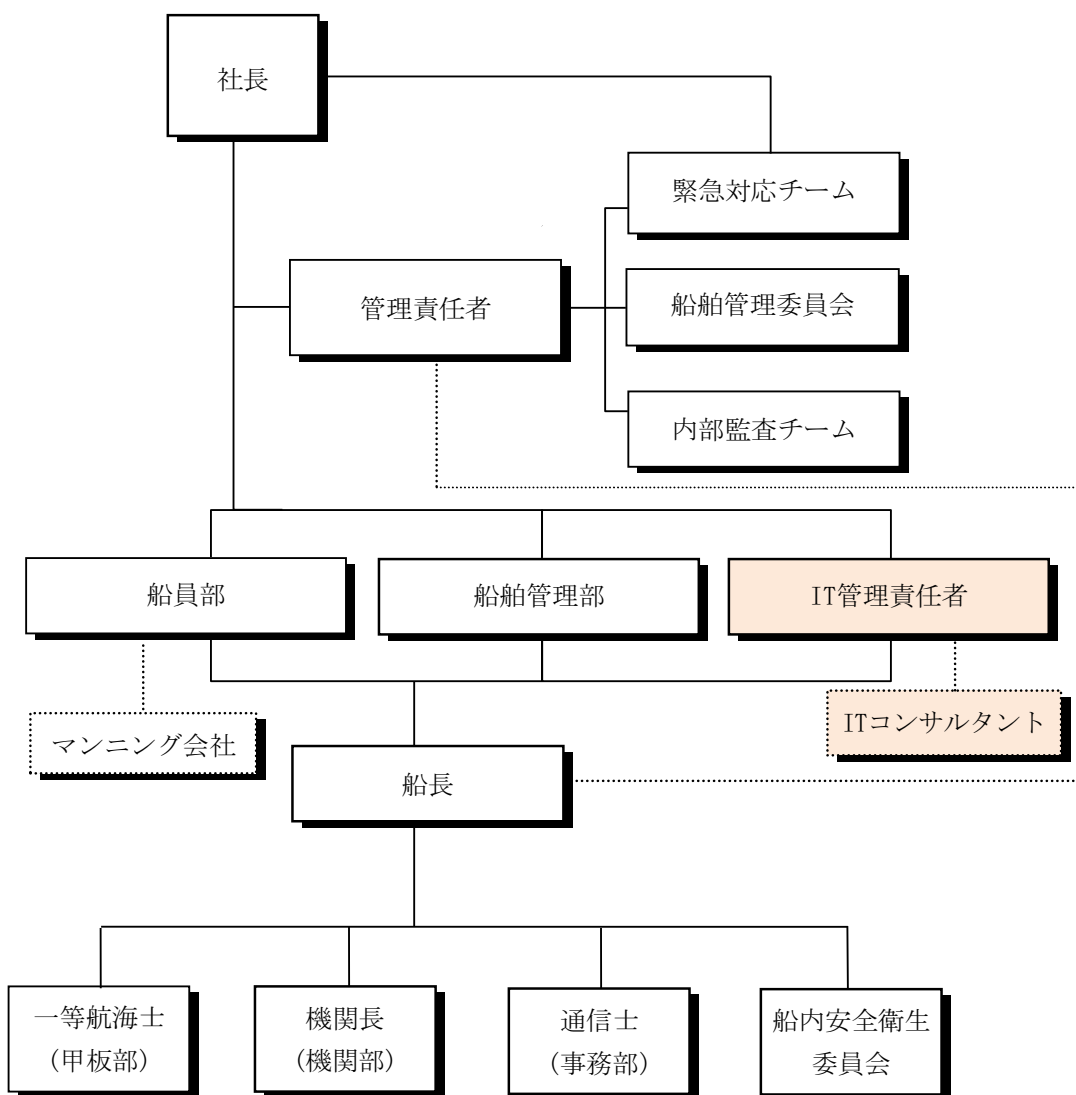 社長
緊急対応チーム
管理責任者
船舶管理委員会
内部監査チーム
船員部
船舶管理部
IT管理責任者
マンニング会社
ITコンサルタント
船長
一等航海士
(甲板部)
機関長
(機関部)
通信士
(事務部)
船内安全衛生
委員会